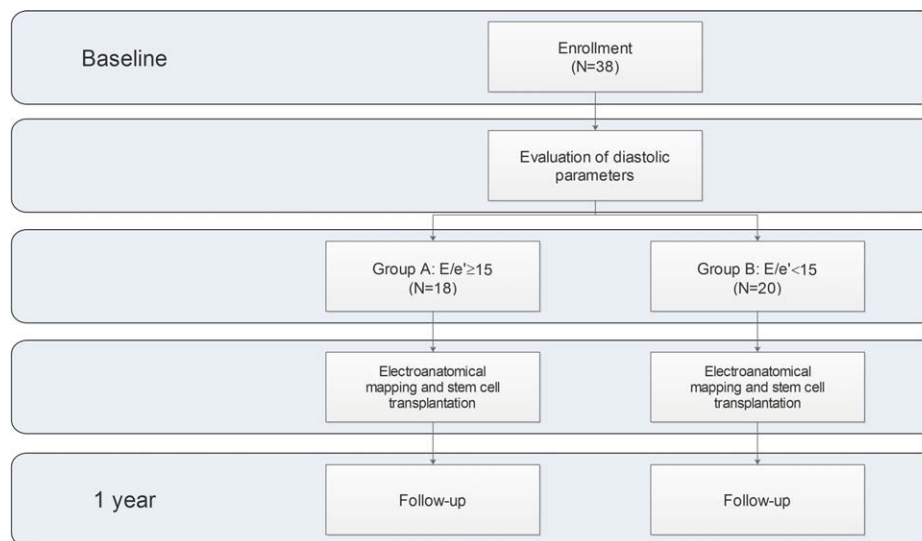 Baseline
Enrollment
(N=38)
Evaluation of diastolic
parameters
Group A: E/e'≥15
(N=18)
Group B: E/e'<15
(N=20)
Electroanatomical
mapping and stem cell
transplantation
Electroanatomical
mapping and stem cell
transplantation
1 year
Follow-up
Follow-up